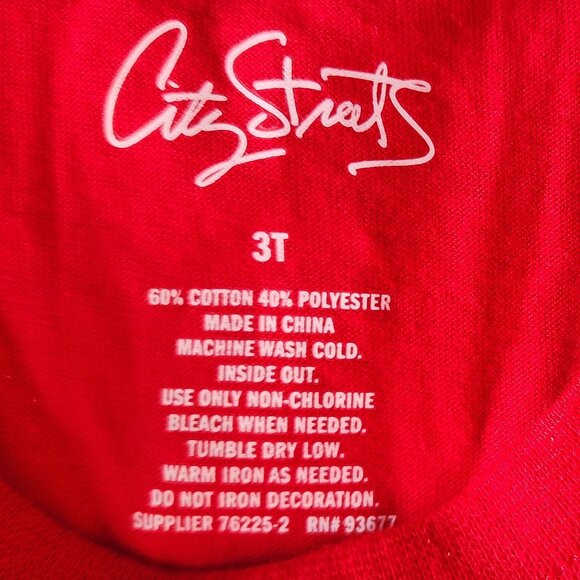 City Streets
3T
60% COTTON 40% POLYESTER
MADE IN CHINA
MACHINE WASH COLD.
INSIDE OUT.
USE ONLY NON-CHLORINE
BLEACH WHEN NEEDED.
TUMBLE DRY LOW.
WARM IRON AS NEEDED.
DO NOT IRON DECORATION.
SUPPLIER 76225-2 RN# 93677